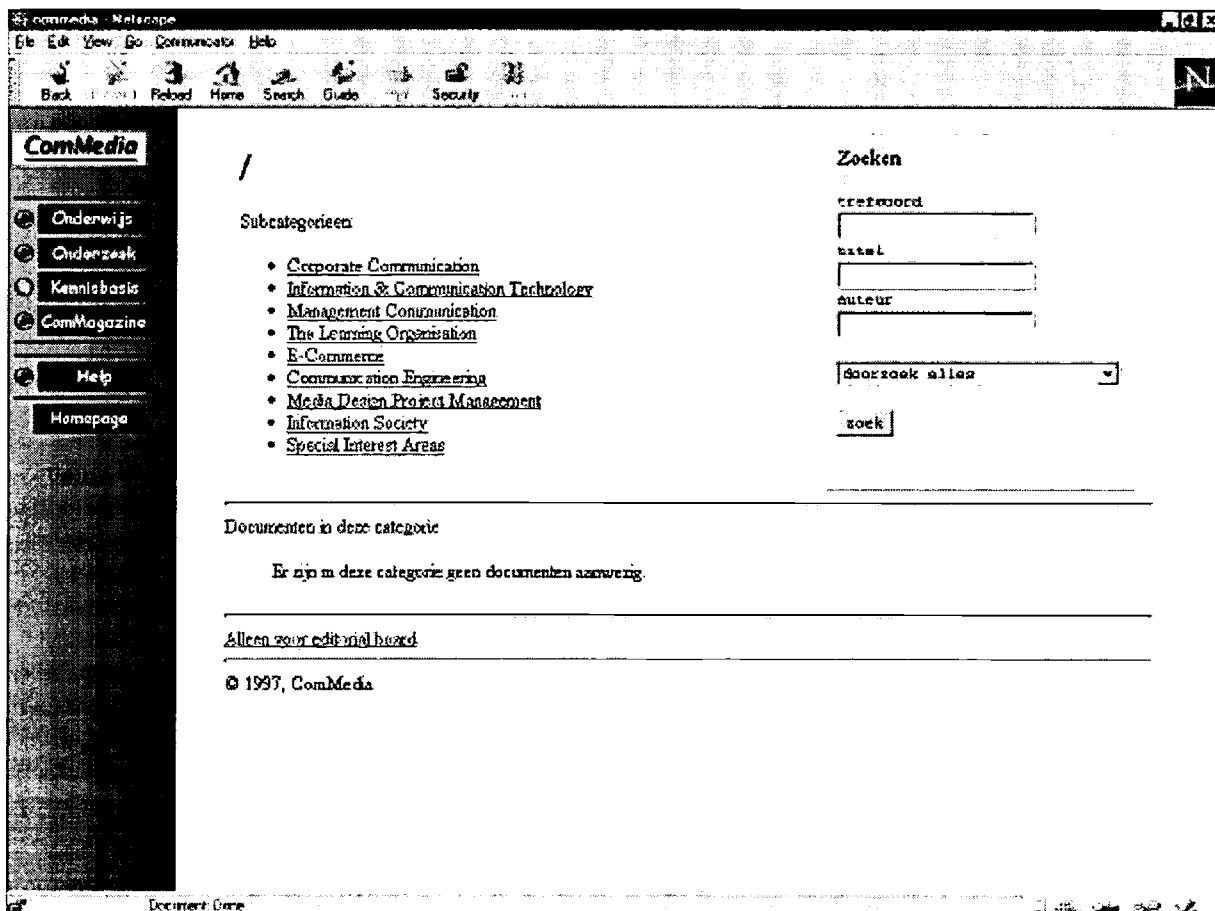 commedia - Netscape
File Edit View Go Communicator Help
Back Reload Home Search Guide Security
N
ComMedia
Onderwijs
Onderzoek
Kennisbasis
ComMagazine
Help
Homepage
/
Subcategorieen
• Corporate Communication
• Information & Communication Technology
• Management Communication
• The Learning Organisation
• E-Commerce
• Communication Engineering
• Media Design Project Management
• Information Society
• Special Interest Areas
Zoeken
trefwoord
titel
auteur
doorzoek alles
zoek
Documenten in deze categorie
Er zijn in deze categorie geen documenten aanwezig.
Alleen voor editorial board
© 1997, ComMedia
Document: Done